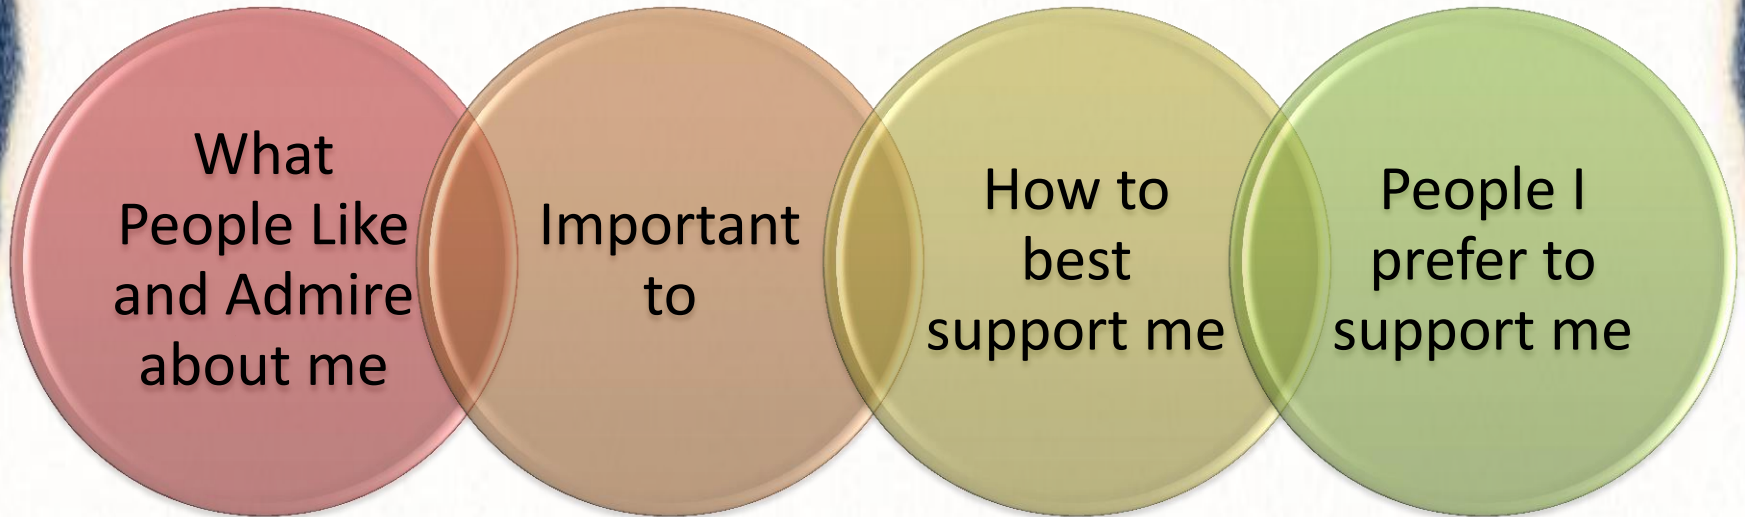 What
People Like
and Admire
about me
Important
to
How to
best
support me
People I
prefer to
support me